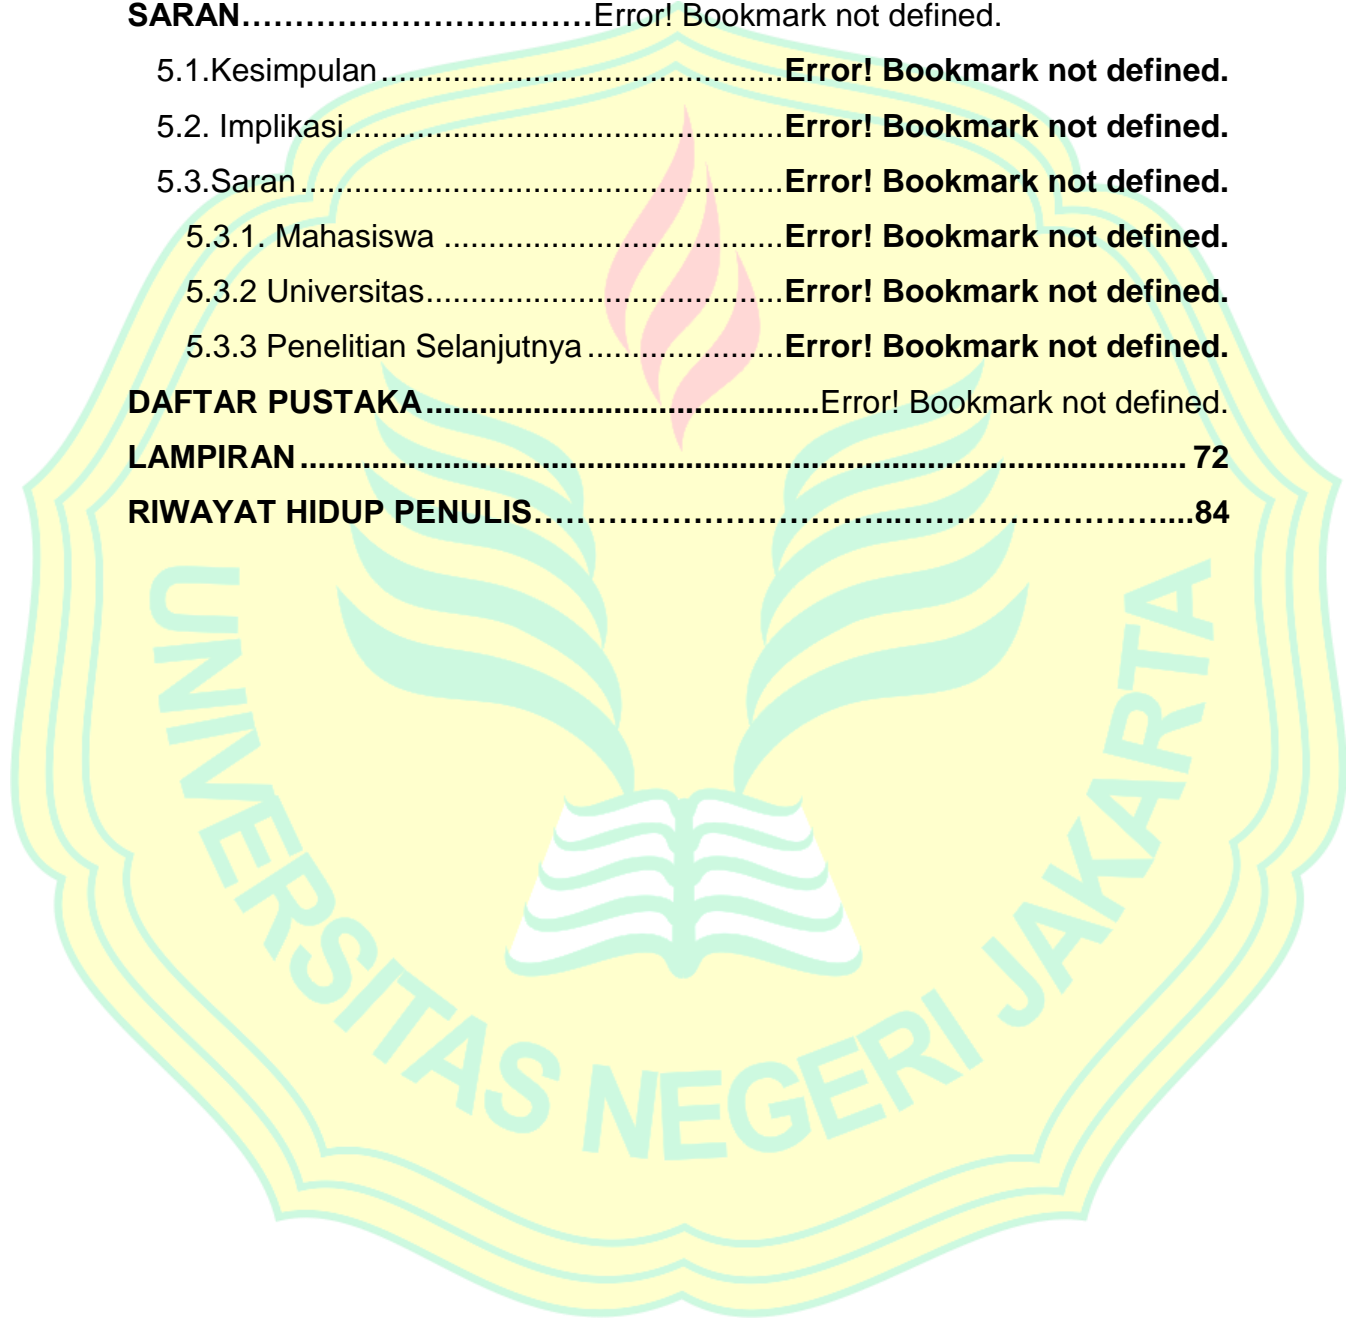 SARAN……………………………Error! Bookmark not defined.
5.1.Kesimpulan.............................................Error! Bookmark not defined.
5.2. Implikasi.................................................Error! Bookmark not defined.
5.3.Saran......................................................Error! Bookmark not defined.
5.3.1. Mahasiswa ......................................Error! Bookmark not defined.
5.3.2 Universitas........................................Error! Bookmark not defined.
5.3.3 Penelitian Selanjutnya......................Error! Bookmark not defined.
DAFTAR PUSTAKA............................................Error! Bookmark not defined.
LAMPIRAN.................................................................................................... 72
RIWAYAT HIDUP PENULIS……………………………...……………………....84
UNIVERSITAS NEGERI JAKARTA